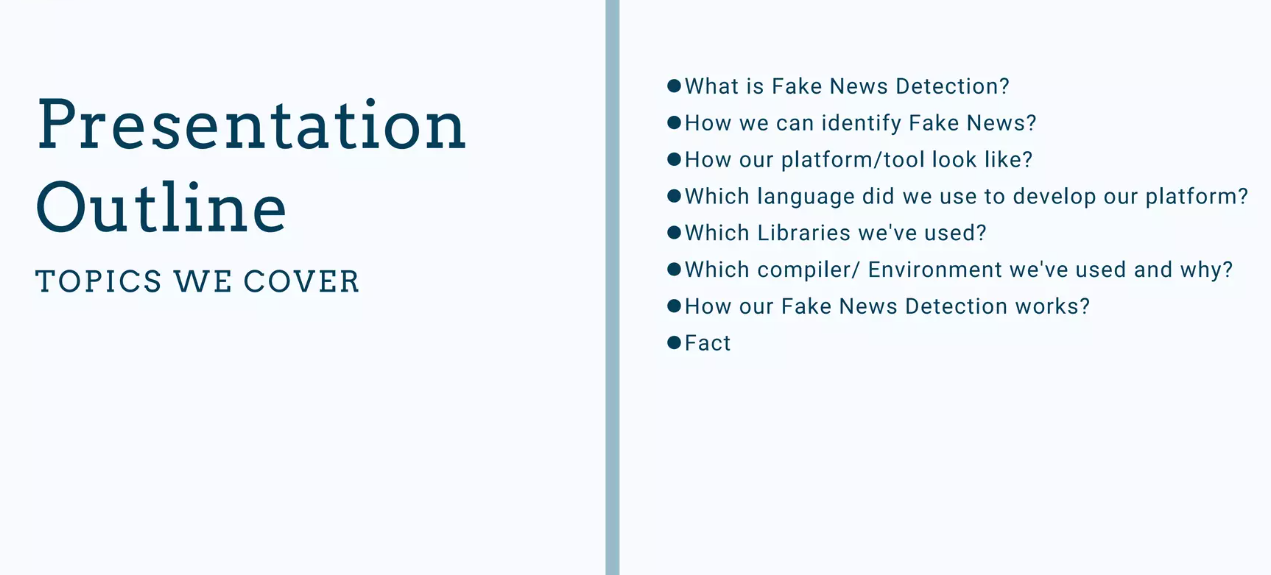 Presentation
Outline
TOPICS WE COVER
●What is Fake News Detection?
●How we can identify Fake News?
●How our platform/tool look like?
●Which language did we use to develop our platform?
●Which Libraries we've used?
●Which compiler/ Environment we've used and why?
●How our Fake News Detection works?
●Fact